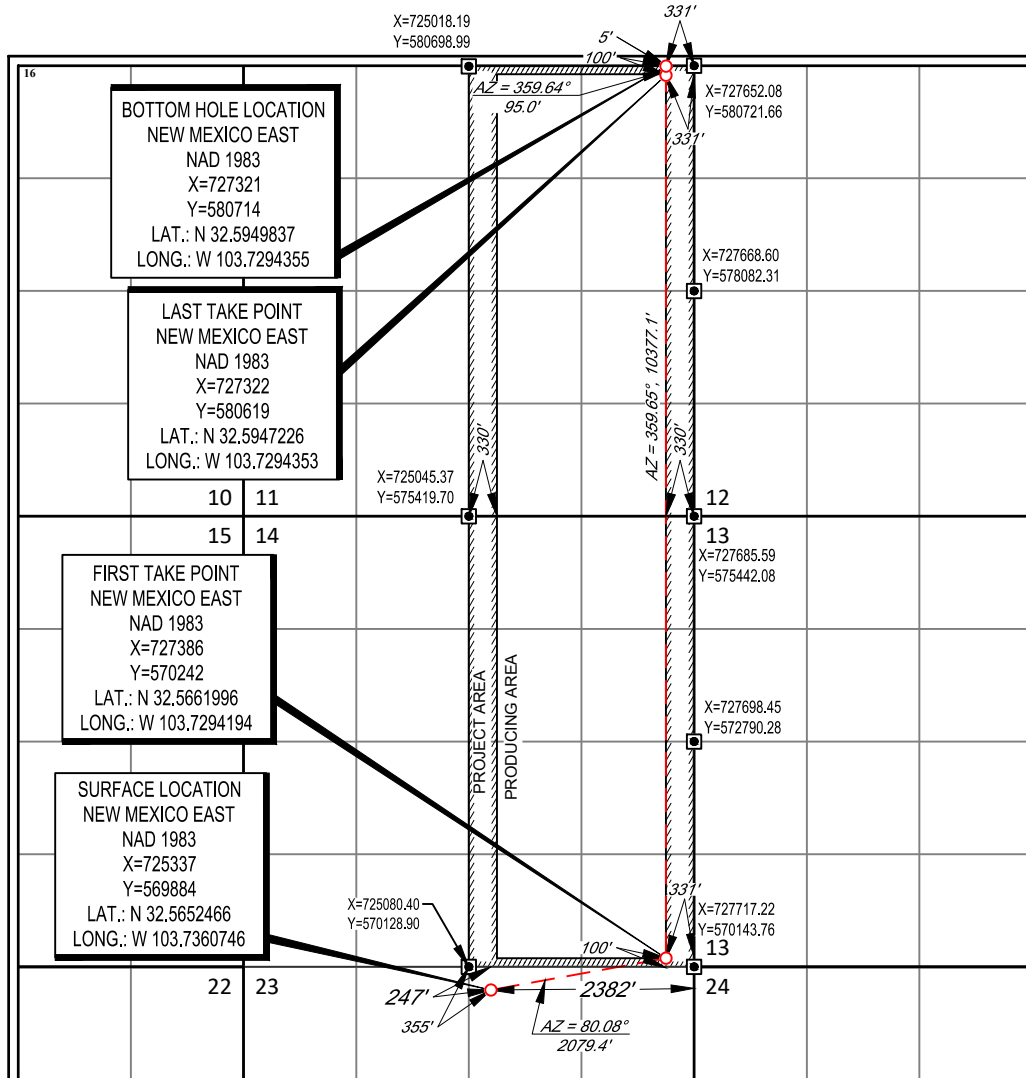 X=725018.19
Y=580698.99
331'
5'
100'
16
AZ = 359.64°
95.0'
X=727652.08
Y=580721.66
331'
BOTTOM HOLE LOCATION
NEW MEXICO EAST
NAD 1983
X=727321
Y=580714
LAT.: N 32.5949837
LONG.: W 103.7294355
X=727668.60
Y=578082.31
LAST TAKE POINT
NEW MEXICO EAST
NAD 1983
X=727322
Y=580619
LAT.: N 32.5947226
LONG.: W 103.7294353
AZ = 359.65°, 10377.1'
330'
330'
X=725045.37
Y=575419.70
10 11
12
15 14
13
X=727685.59
Y=575442.08
FIRST TAKE POINT
NEW MEXICO EAST
NAD 1983
X=727386
Y=570242
LAT.: N 32.5661996
LONG.: W 103.7294194
PROJECT AREA
PRODUCING AREA
X=727698.45
Y=572790.28
SURFACE LOCATION
NEW MEXICO EAST
NAD 1983
X=725337
Y=569884
LAT.: N 32.5652466
LONG.: W 103.7360746
X=725080.40
Y=570128.90
331'
X=727717.22
Y=570143.76
100'
13
22 23
247'
2382'
24
355'
AZ = 80.08°
2079.4'